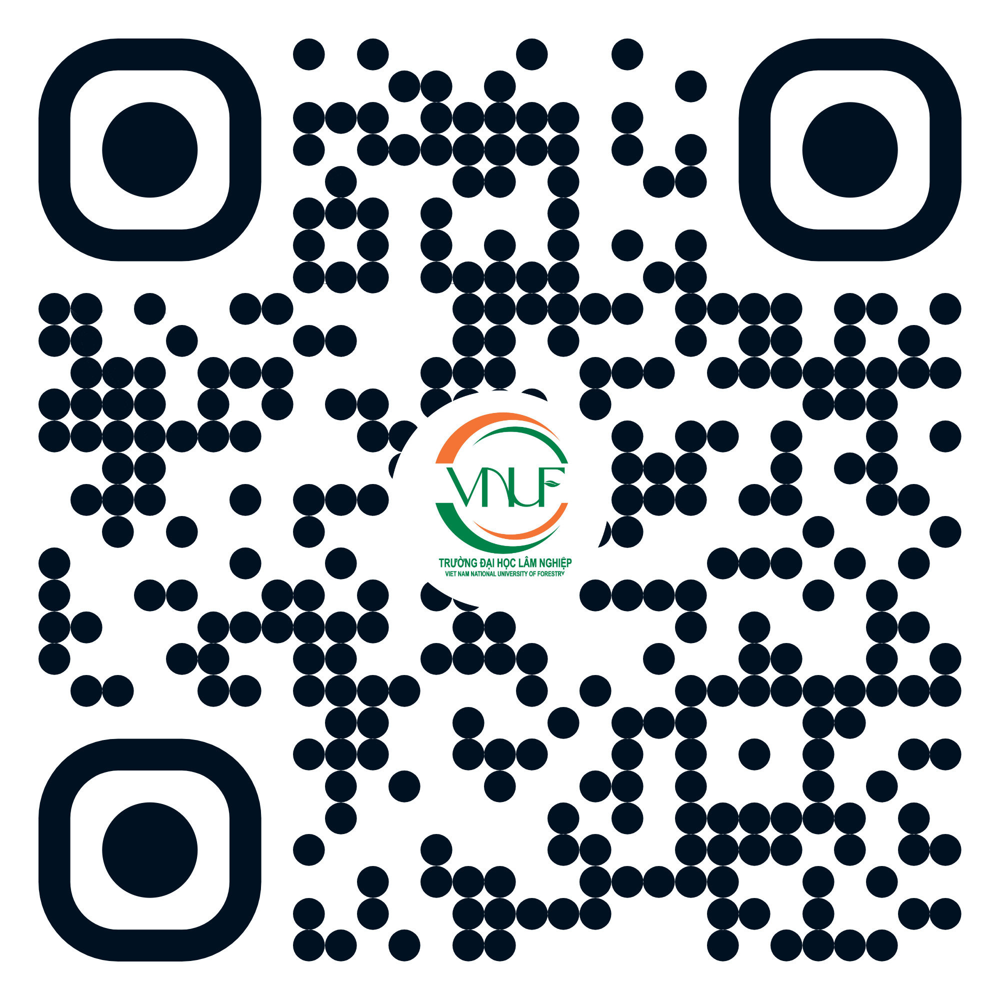 VNUF
TRƯỜNG ĐẠI HỌC LÂM NGHIỆP
VIET NAM NATIONAL UNIVERSITY OF FORESTRY